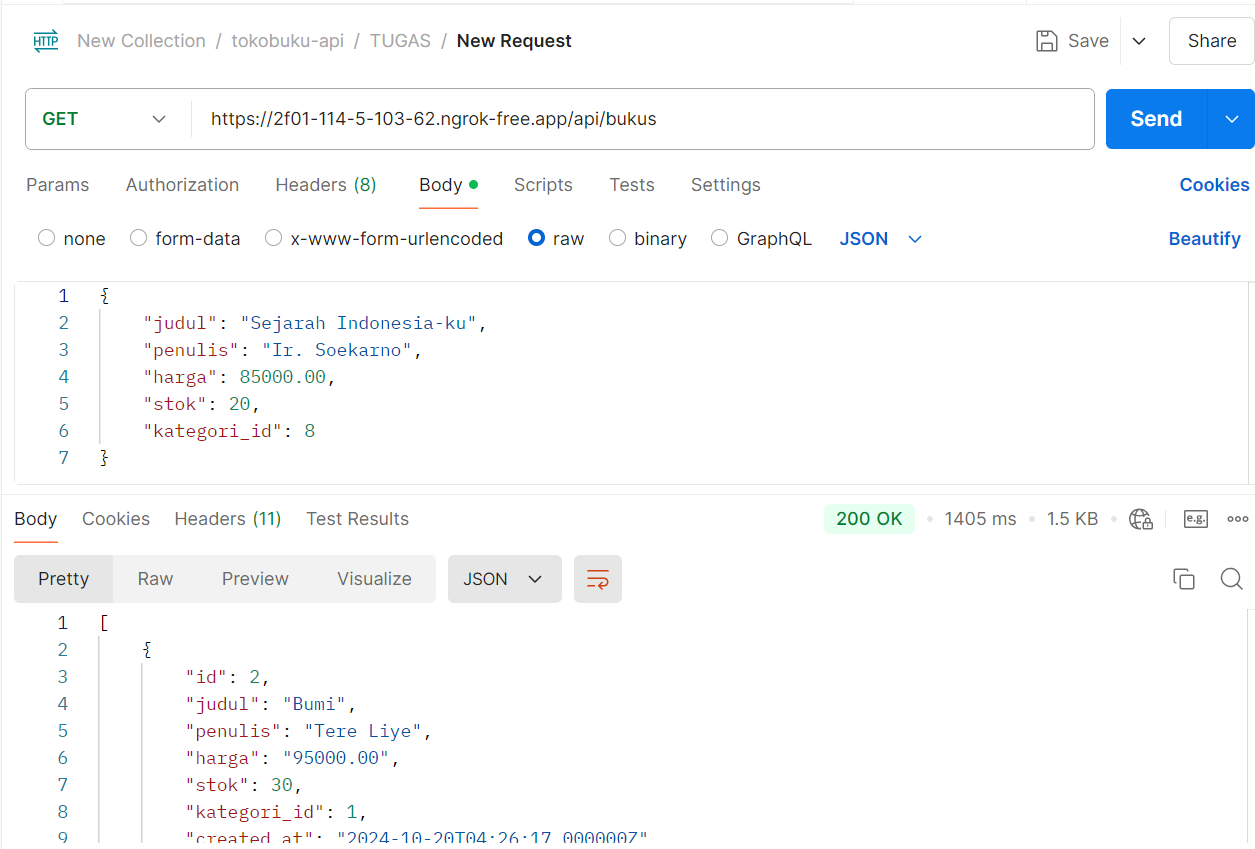 HTTP New Collection / tokobuku-api / TUGAS / New Request Save Share
GET https://2f01-114-5-103-62.ngrok-free.app/api/bukus Send
Params Authorization Headers (8) Body Scripts Tests Settings Cookies
none form-data x-www-form-urlencoded raw binary GraphQL JSON Beautify
1 {
2 "judul": "Sejarah Indonesia-ku",
3 "penulis": "Ir. Soekarno",
4 "harga": 85000.00,
5 "stok": 20,
6 "kategori_id": 8
7 }
Body Cookies Headers (11) Test Results 200 OK 1405 ms 1.5 KB e.g.
Pretty Raw Preview Visualize JSON
1 [
2 {
3 "id": 2,
4 "judul": "Bumi",
5 "penulis": "Tere Liye",
6 "harga": "95000.00",
7 "stok": 30,
8 "kategori_id": 1,
9 "created_at": "2024-10-20T04:26:17.000000Z"